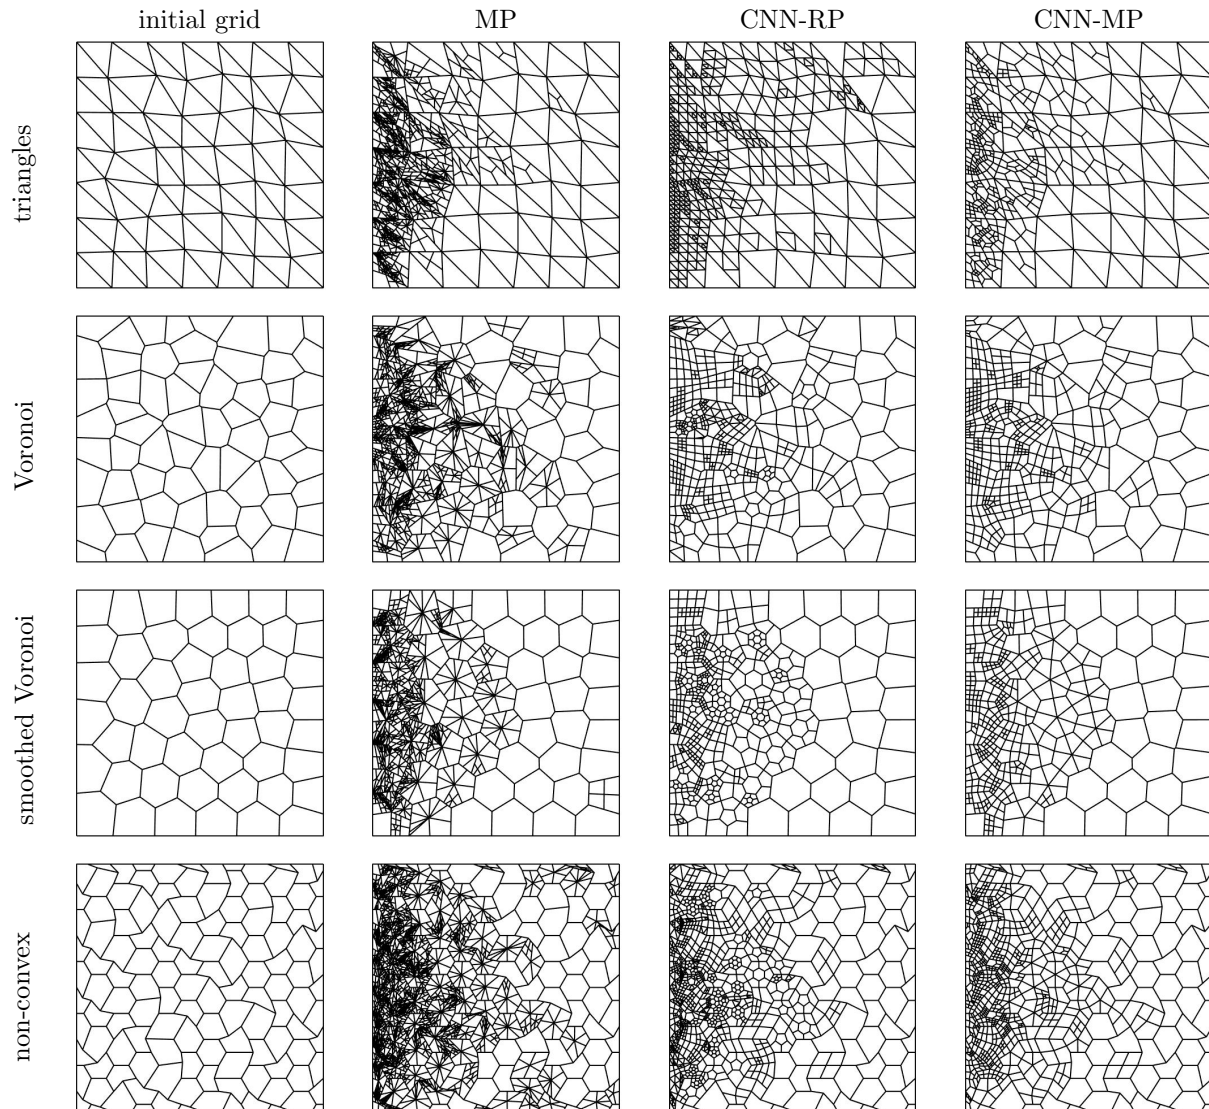 initial grid
MP
CNN-RP
CNN-MP
triangles
Voronoi
smoothed Voronoi
non-convex